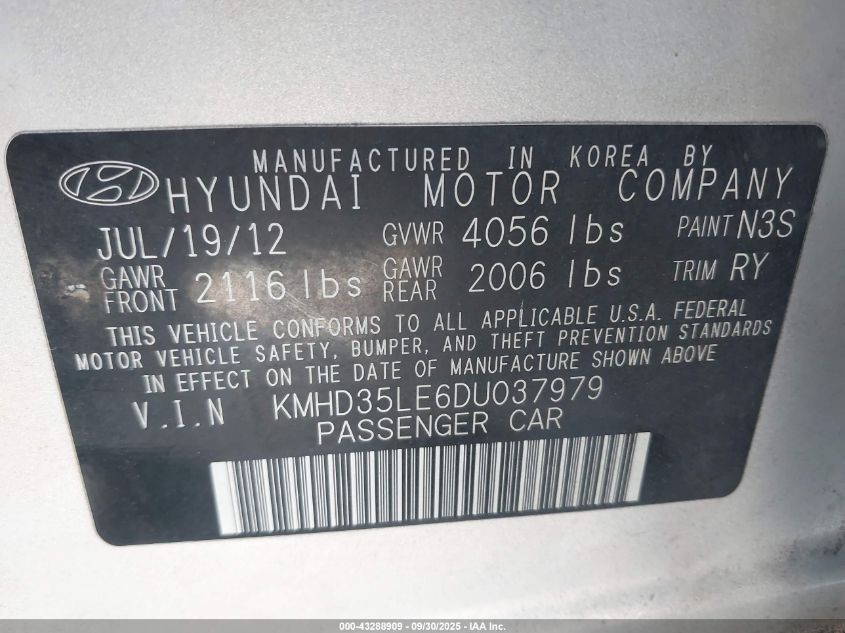 MANUFACTURED IN KOREA BY
HYUNDAI MOTOR COMPANY
JUL/19/12 GVWR 4056 lbs PAINT N3S
GAWR FRONT 2116 lbs GAWR REAR 2006 lbs TRIM RY
THIS VEHICLE CONFORMS TO ALL APPLICABLE U.S.A. FEDERAL
MOTOR VEHICLE SAFETY, BUMPER, AND THEFT PREVENTION STANDARDS
IN EFFECT ON THE DATE OF MANUFACTURE SHOWN ABOVE
V.I.N KMHD35LE6DU037979
PASSENGER CAR
000-43288909 - 09/30/2025 - IAA Inc.